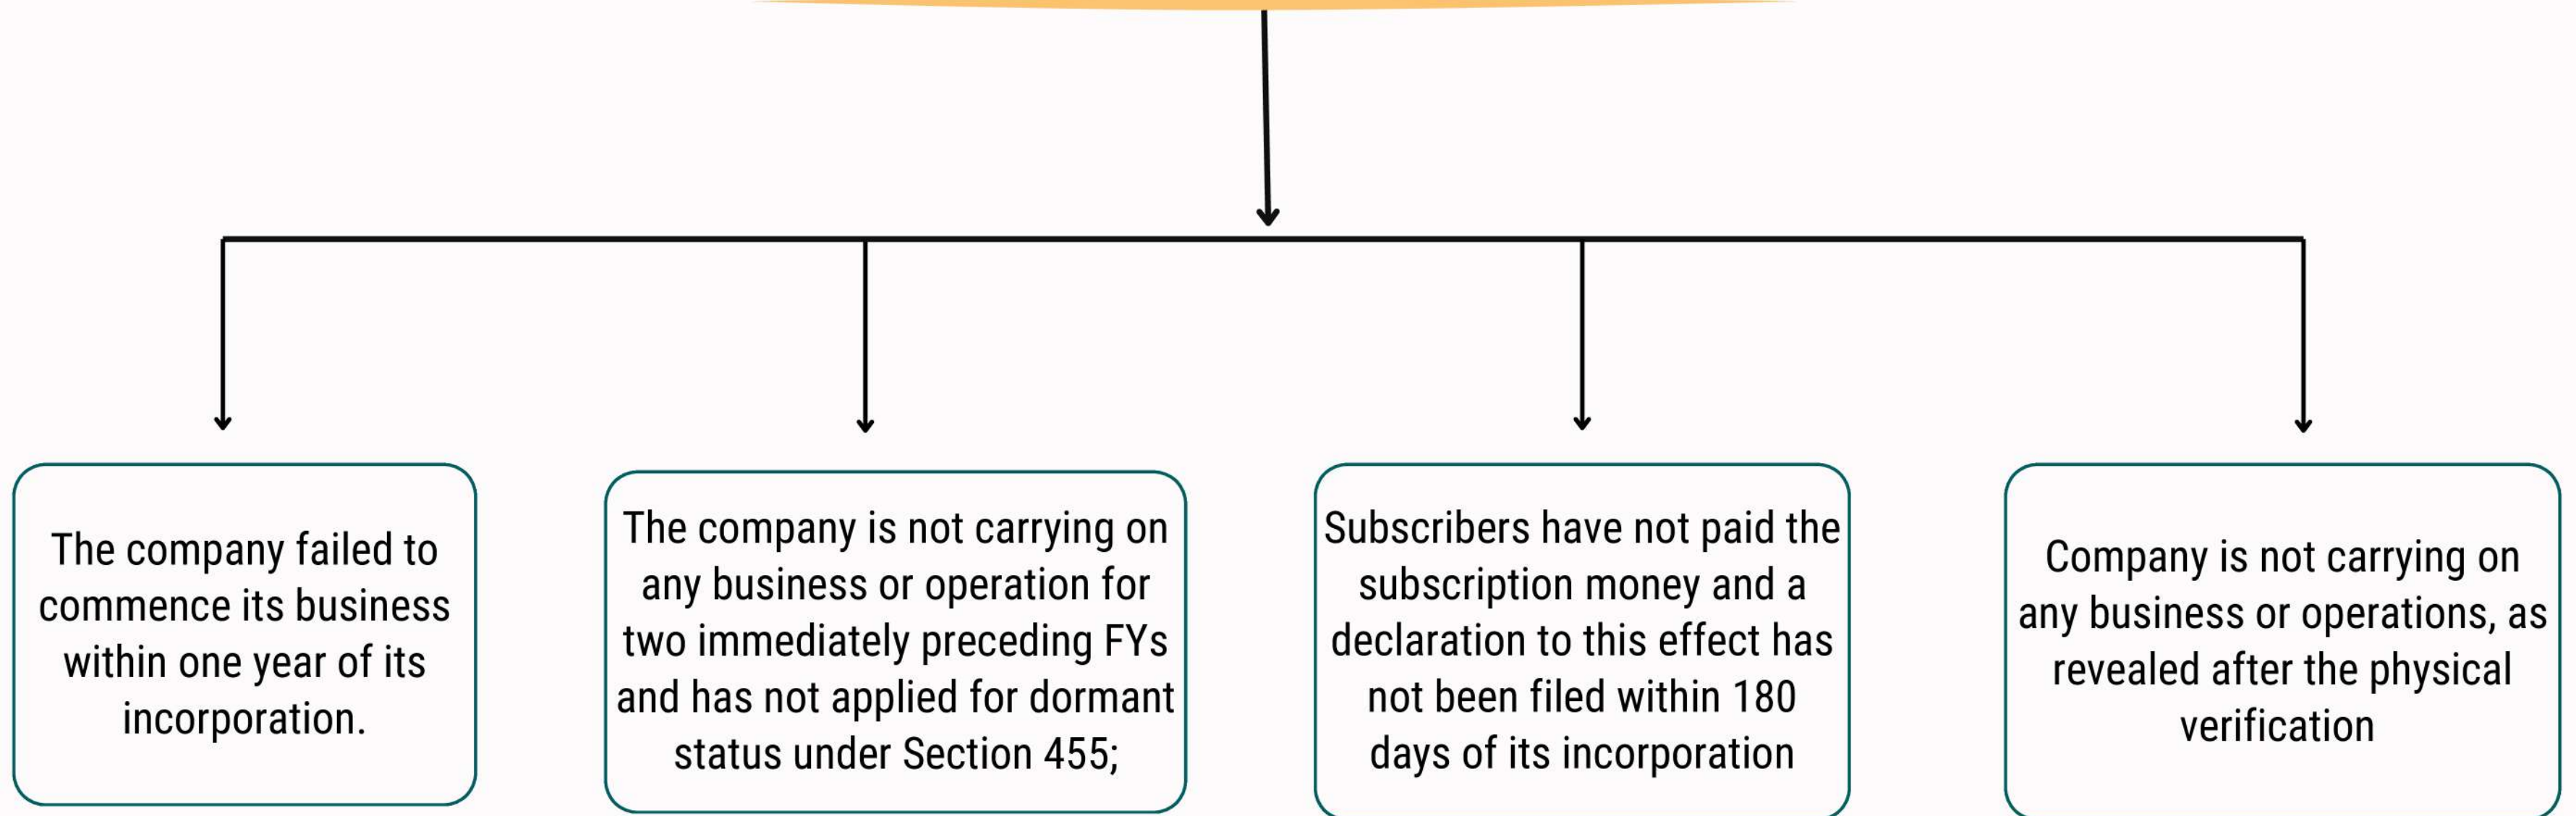 The company failed to
commence its business
within one year of its
incorporation.
The company is not carrying on
any business or operation for
two immediately preceding FYs
and has not applied for dormant
status under Section 455;
Subscribers have not paid the
subscription money and a
declaration to this effect has
not been filed within 180
days of its incorporation
Company is not carrying on
any business or operations, as
revealed after the physical
verification